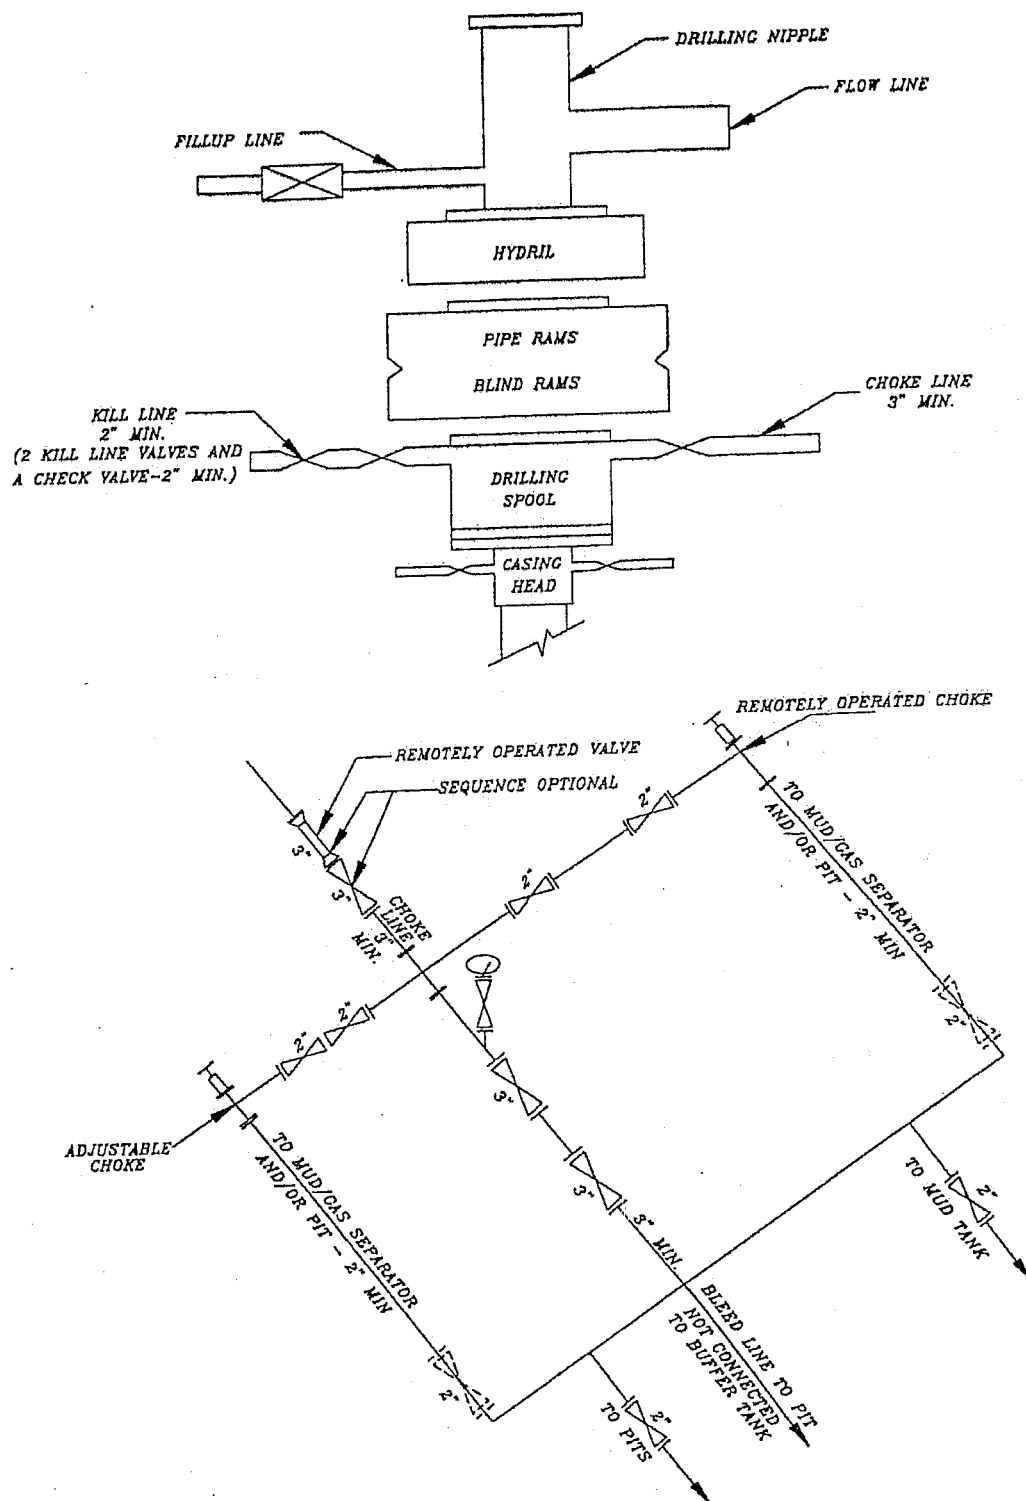 DRILLING NIPPLE
FLOW LINE
FILLUP LINE
HYDRIL
PIPE RAMS
BLIND RAMS
CHOKE LINE
3" MIN.
KILL LINE
2" MIN.
(2 KILL LINE VALVES AND
A CHECK VALVE-2" MIN.)
DRILLING
SPOOL
CASING
HEAD
REMOTELY OPERATED CHOKE
REMOTELY OPERATED VALVE
SEQUENCE OPTIONAL
3"
3"
CHOKE
LINE
3"
MIN.
2"
2"
TO MUD/GAS SEPARATOR
AND/OR PIT - 2" MIN
2"
2"
2"
3"
3"
3" MIN.
ADJUSTABLE
CHOKE
TO MUD/GAS SEPARATOR
AND/OR PIT - 2" MIN
2"
2"
TO MUD TANK
BLEED LINE TO PIT
NOT CONNECTED
TO BUFFER TANK
2"
TO PITS